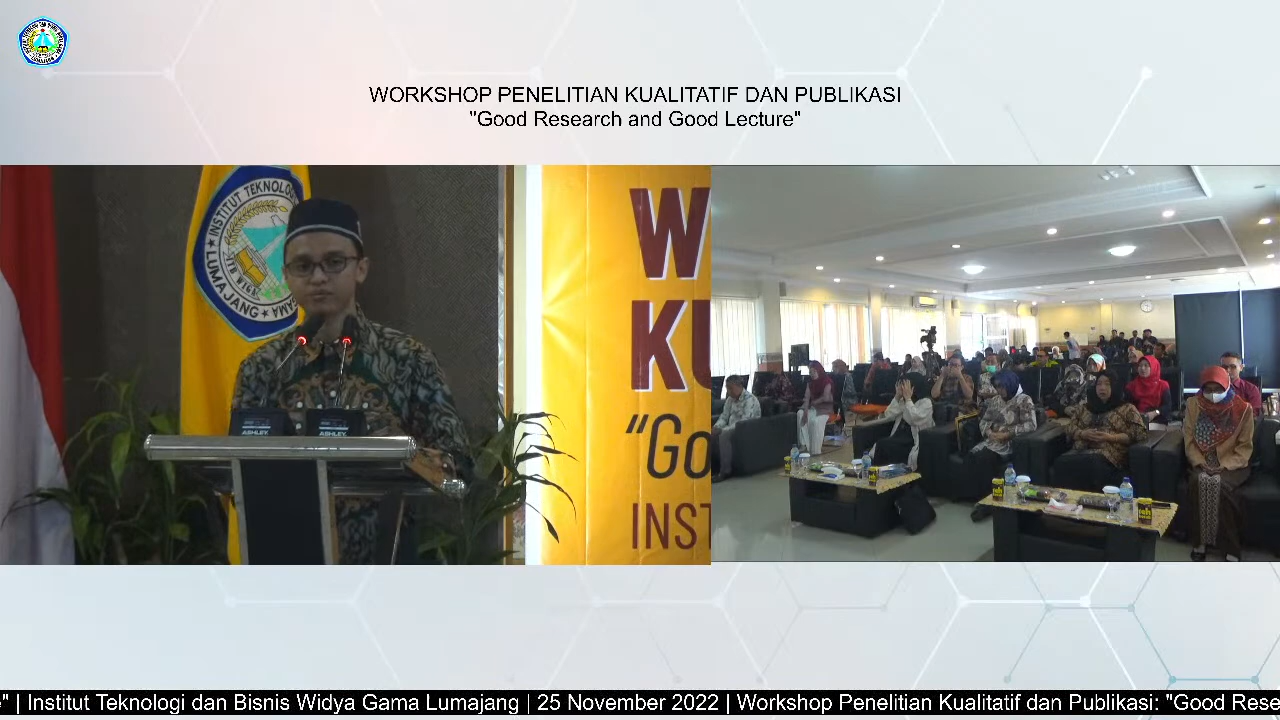 WORKSHOP PENELITIAN KUALITATIF DAN PUBLIKASI
"Good Research and Good Lecture"
INSTITUT TEKNOLOGI
GAMA
★ LUMAJANG ★
ASHLEY
ASHLEY
W
KU
"Go
INST
" | Institut Teknologi dan Bisnis Widya Gama Lumajang | 25 November 2022 | Workshop Penelitian Kualitatif dan Publikasi: "Good Rese